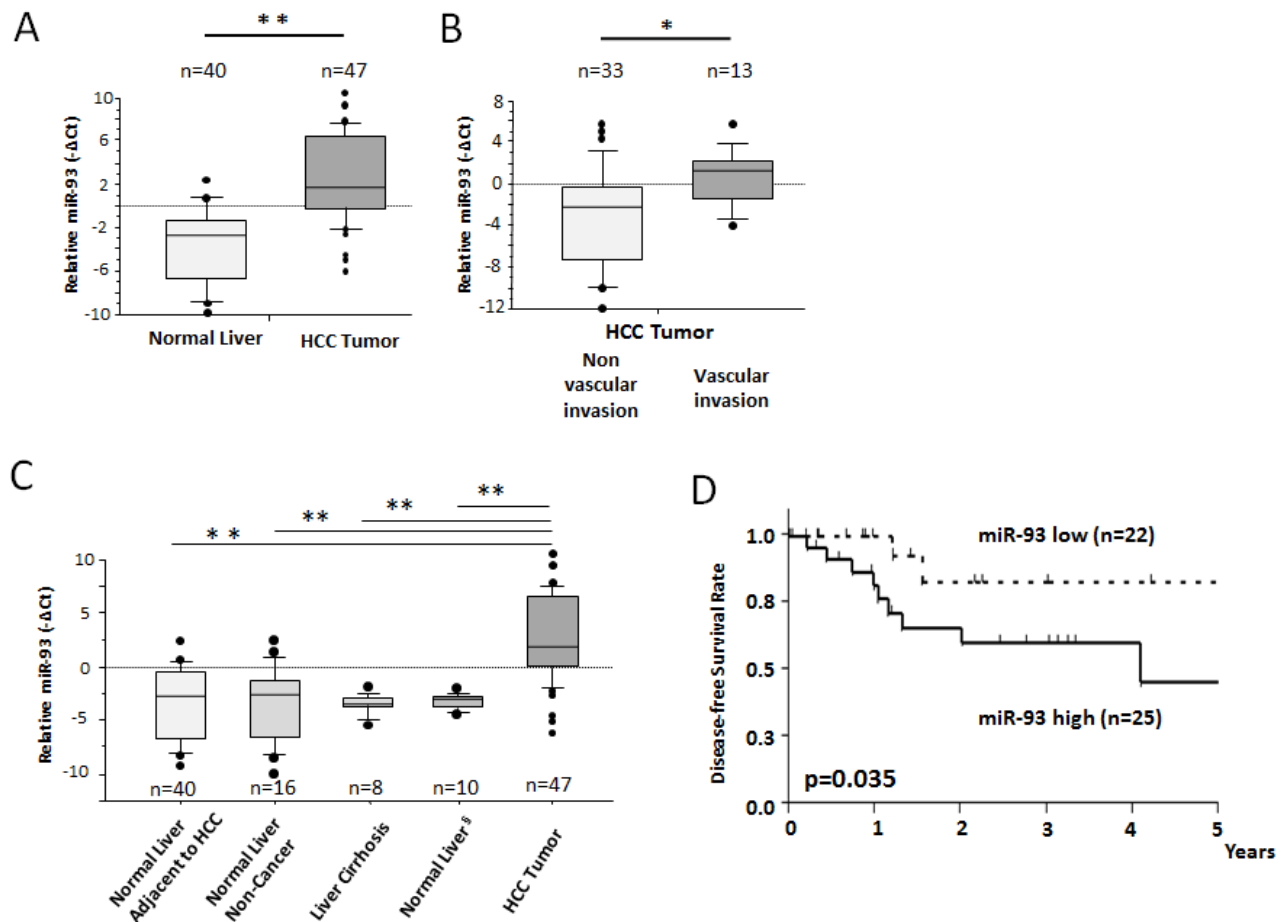 A
**
n=40
n=47
Relative miR-93 (-ΔCt)
10
6
2
-2
-6
-10
Normal Liver
HCC Tumor
B
*
n=33
n=13
Relative miR-93 (-ΔCt)
8
4
0
-4
-8
-12
HCC Tumor
Non
vascular
invasion
Vascular
invasion
C
**
**
**
* *
Relative miR-93 (-ΔCt)
10
5
0
-5
-10
n=40
n=16
n=8
n=10
n=47
Normal Liver
Adjacent to HCC
Normal Liver
Non-Cancer
Liver Cirrhosis
Normal Liver §
HCC Tumor
D
Disease-free Survival Rate
1.0
0.8
0.5
0.3
0.0
miR-93 low (n=22)
miR-93 high (n=25)
p=0.035
0
1
2
3
4
5
Years